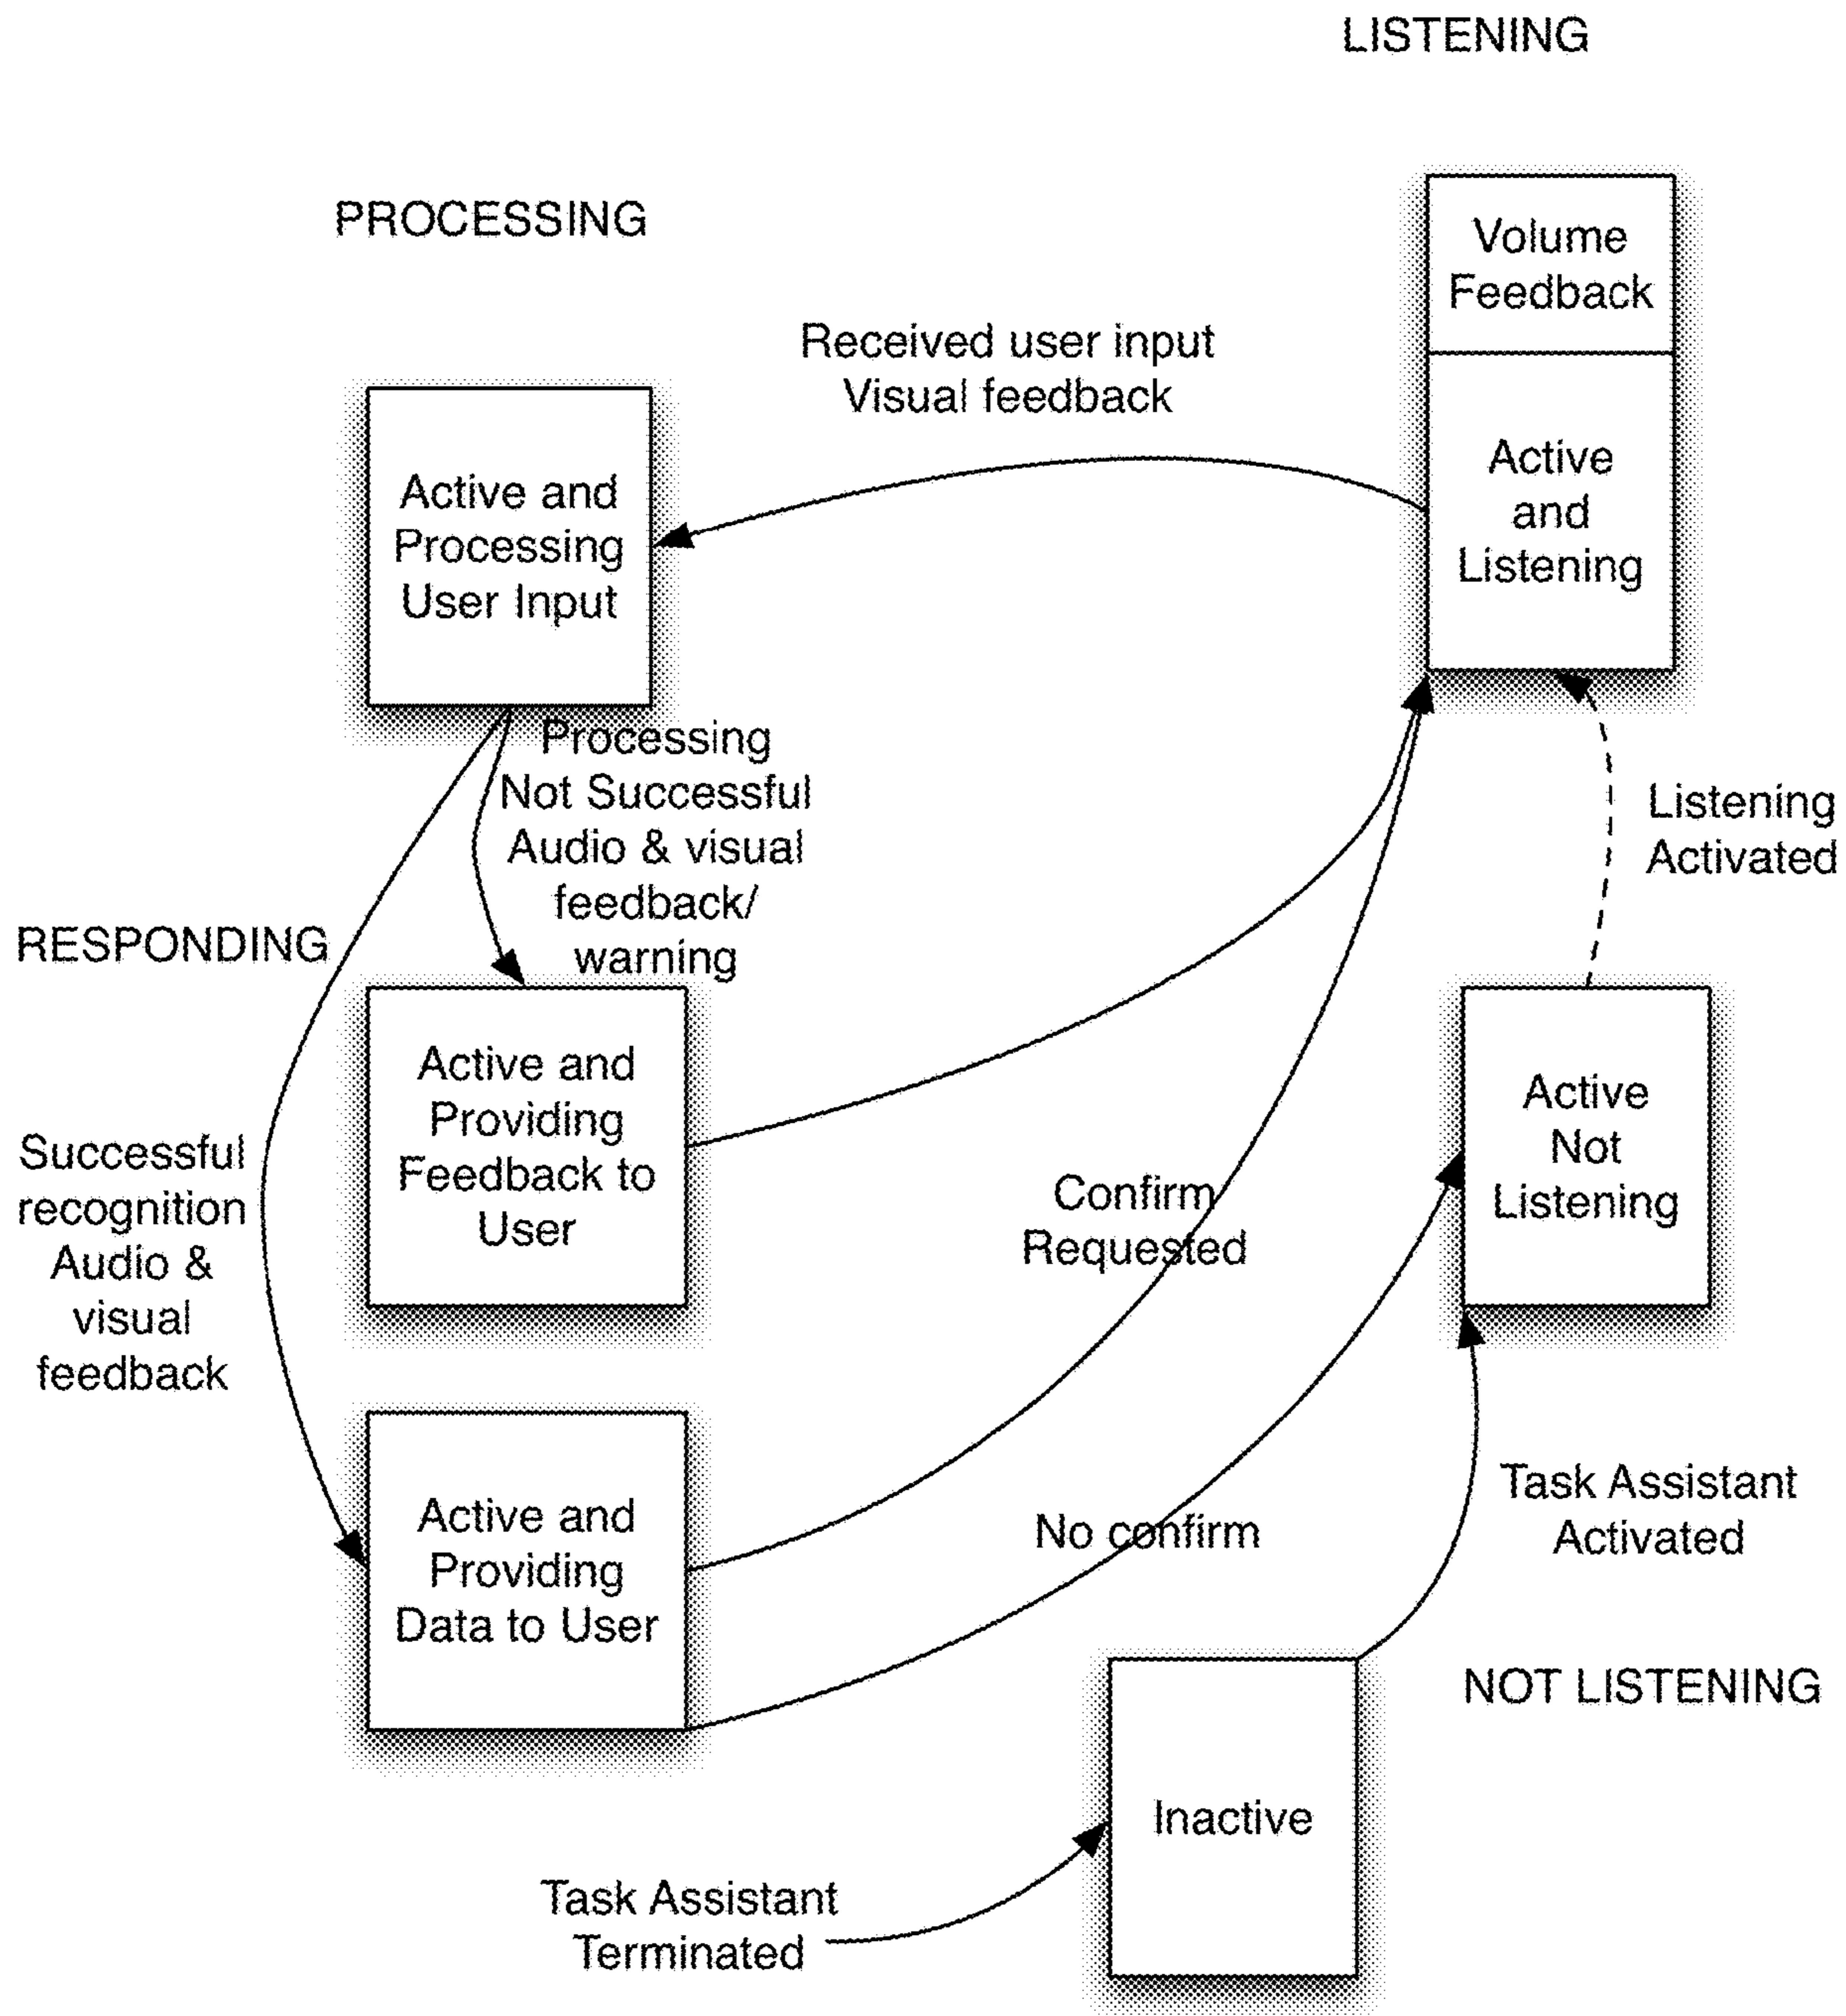 LISTENING
PROCESSING
Volume
Feedback
Received user input
Visual feedback
Active
and
Listening
Active and
Processing
User Input
Processing
Not Successful
Audio & visual
feedback/
warning
Listening
Activated
RESPONDING
Active and
Providing
Feedback to
User
Active
Not
Listening
Successful
recognition
Audio &
visual
feedback
Confirm
Requested
Active and
Providing
Data to User
No confirm
Task Assistant
Activated
NOT LISTENING
Inactive
Task Assistant
Terminated